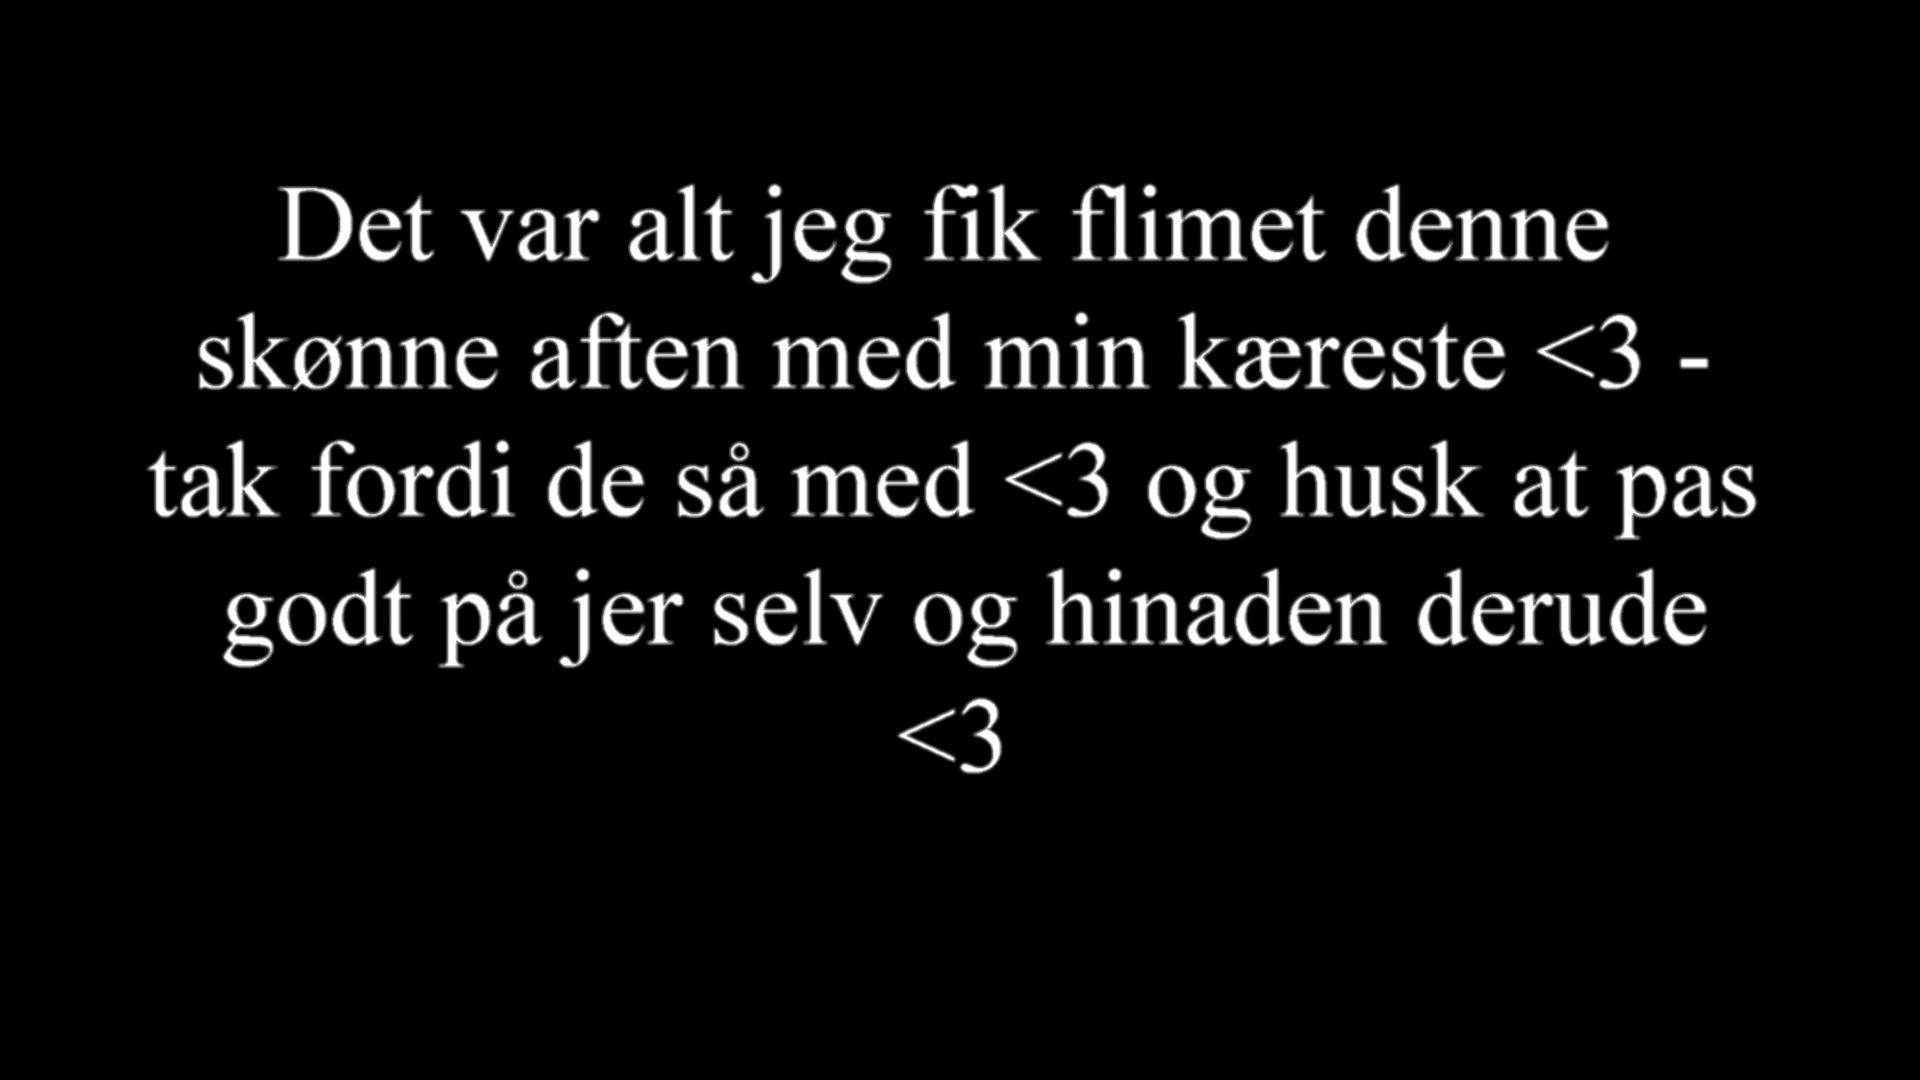 Det var alt jeg fik flimet denne
skønne aften med min kæreste <3 -
tak fordi de så med <3 og husk at pas
godt på jer selv og hinaden derude
<3